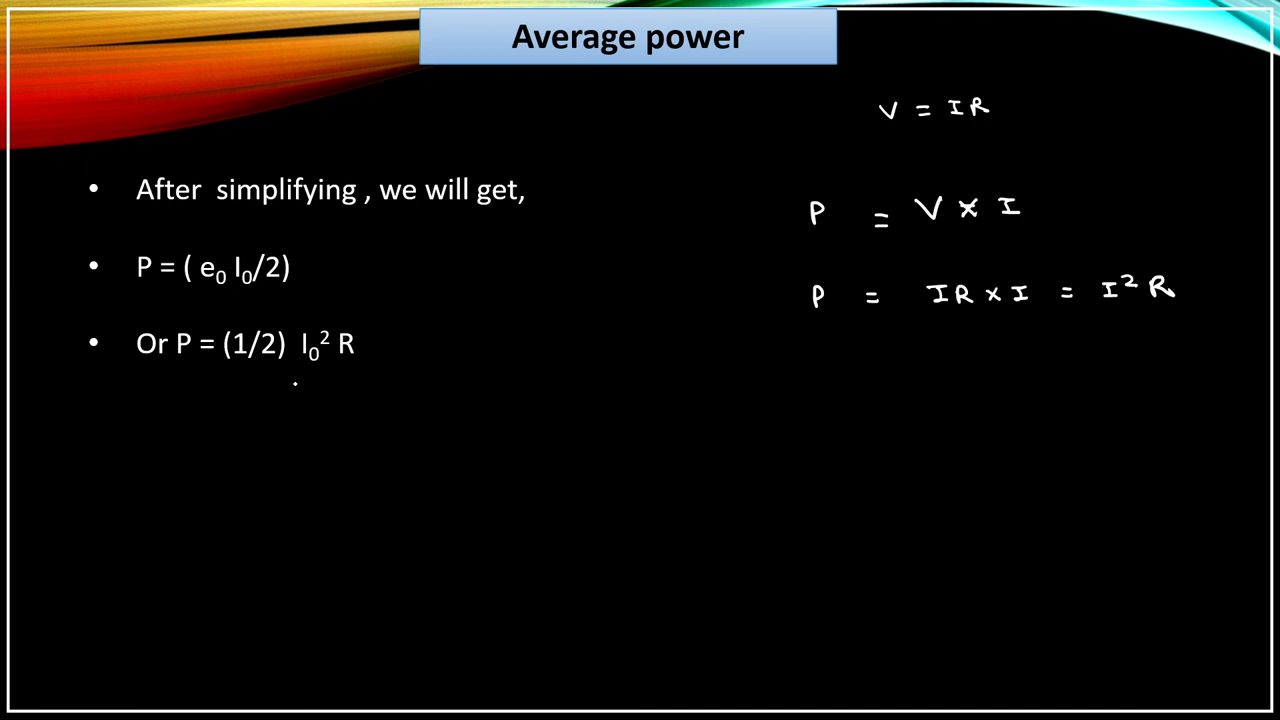 Average power
V = IR
• After simplifying , we will get,
P = V × I
• P = ( e₀ I₀/2)
P = IR × I = I² R
• Or P = (1/2) I₀² R